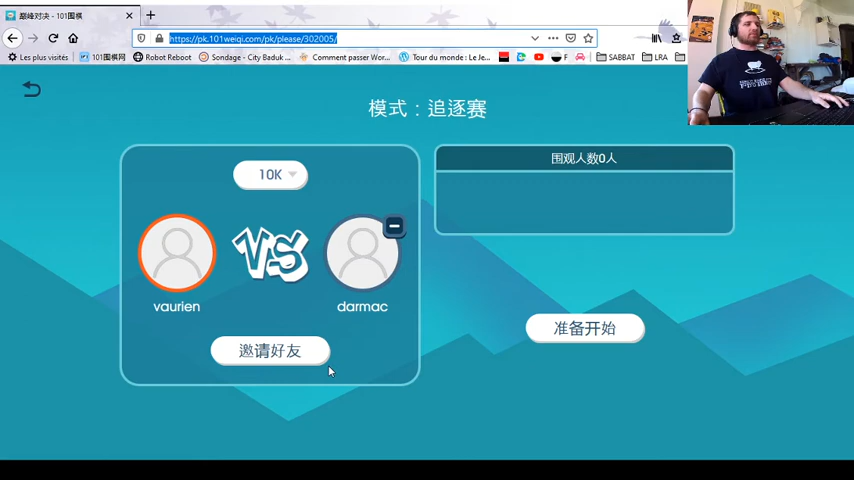 巅峰对决 - 101围棋
https://pk.101weiqi.com/pk/please/302005/
Les plus visités
101围棋网
Robot Reboot
Sondage - City Baduk ...
Comment passer Wor...
Tour du monde : Le Je...
F
SABBAT
LRA
模式：追逐赛
10K
围观人数0人
VS
vaurien
darmac
邀请好友
准备开始